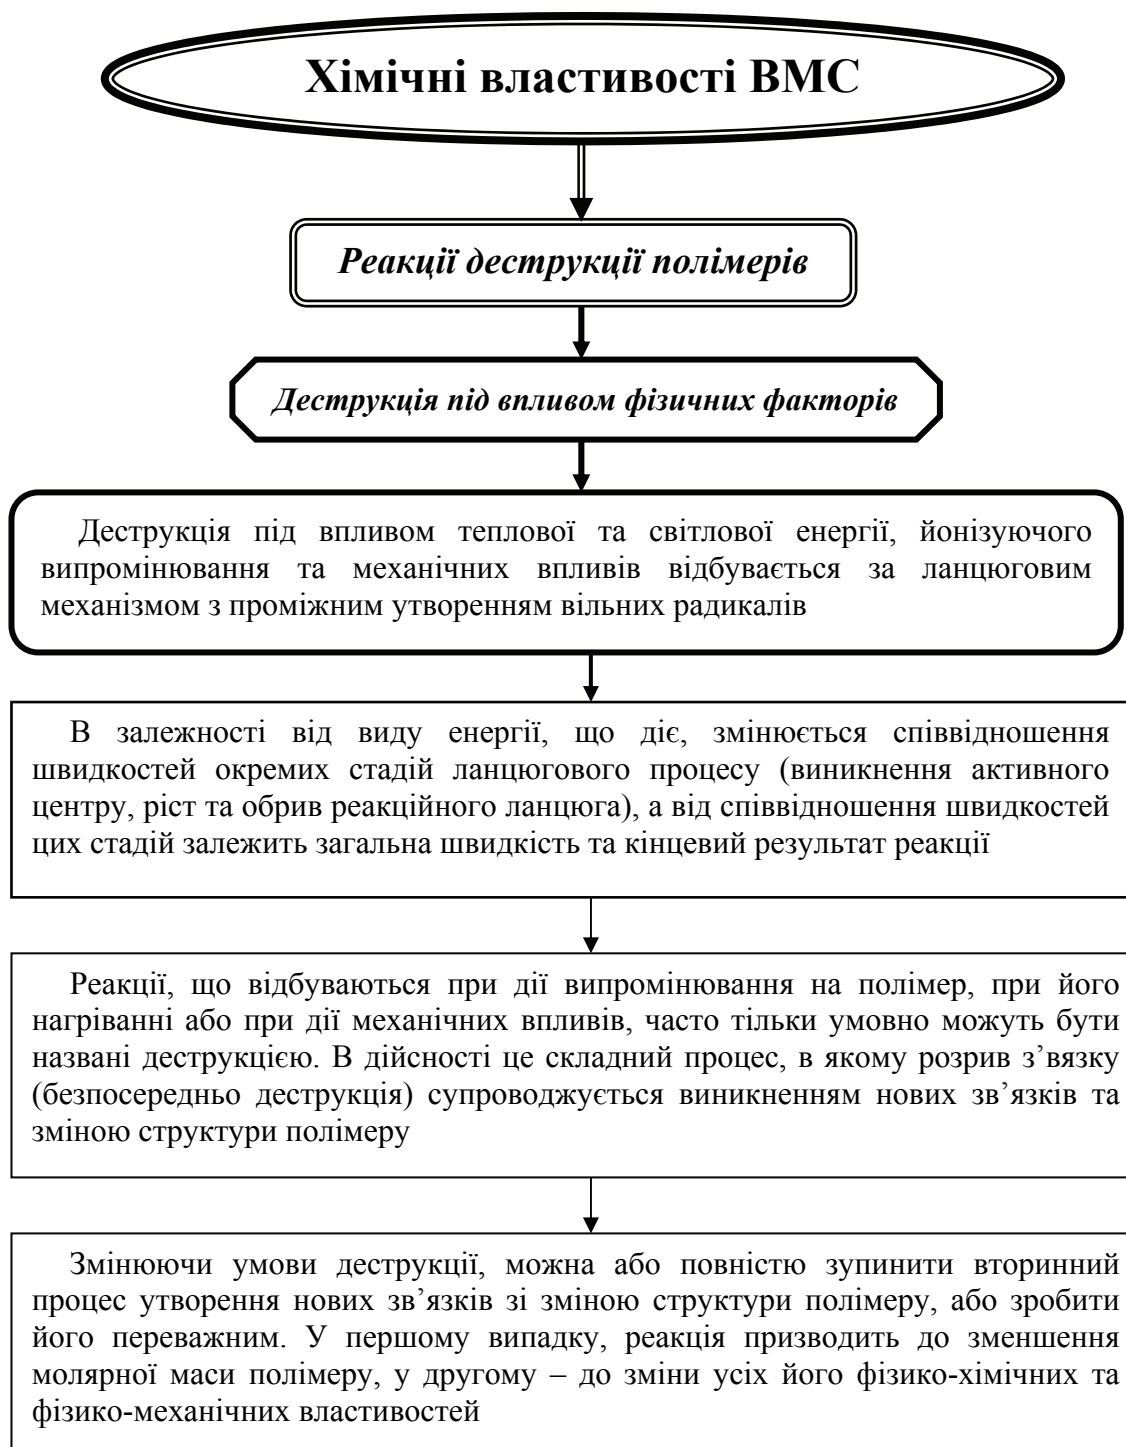 Хімічні властивості ВМС
Реакції деструкції полімерів
Деструкція під впливом фізичних факторів
Деструкція під впливом теплової та світлової енергії, йонізуючого
випромінювання та механічних впливів відбувається за ланцюговим
механізмом з проміжним утворенням вільних радикалів
В залежності від виду енергії, що діє, змінюється співвідношення
швидкостей окремих стадій ланцюгового процесу (виникнення активного
центру, ріст та обрив реакційного ланцюга), а від співвідношення швидкостей
цих стадій залежить загальна швидкість та кінцевий результат реакції
Реакції, що відбуваються при дії випромінювання на полімер, при його
нагріванні або при дії механічних впливів, часто тільки умовно можуть бути
названі деструкцією. В дійсності це складний процес, в якому розрив з’вязку
(безпосередньо деструкція) супроводжується виникненням нових зв’язків та
зміною структури полімеру
Змінюючи умови деструкції, можна або повністю зупинити вторинний
процес утворення нових зв’язків зі зміною структури полімеру, або зробити
його переважним. У першому випадку, реакція призводить до зменшення
молярної маси полімеру, у другому – до зміни усіх його фізико-хімічних та
фізико-механічних властивостей